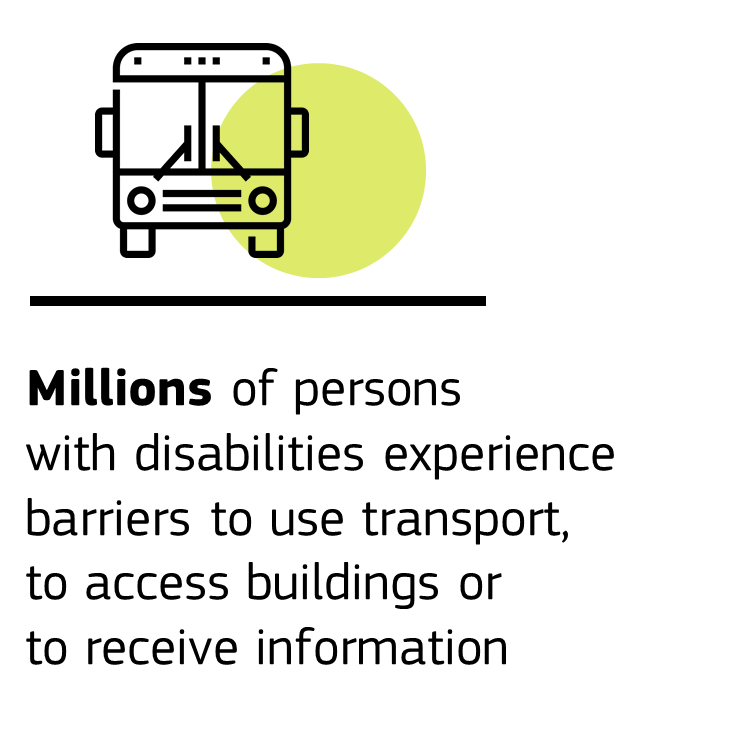 Millions of persons
with disabilities experience
barriers to use transport,
to access buildings or
to receive information